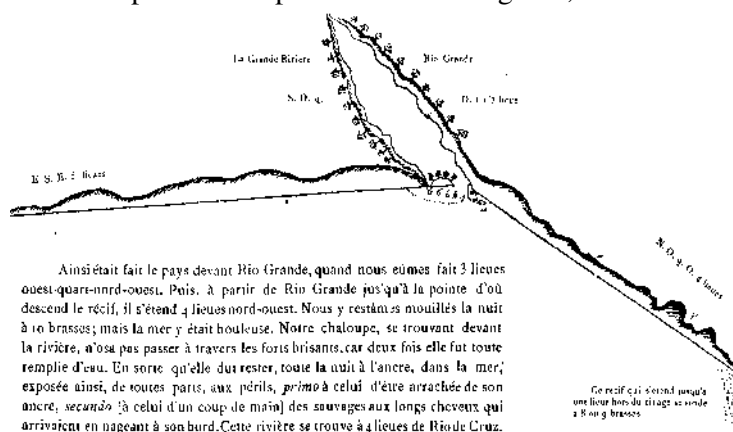 La Grande Rivière
Rio Grande
S. O. q.
E S. E. 5 lieues
N. O. q. O. 4 lieues
Ainsi était fait le pays devant Rio Grande, quand nous eûmes fait 3 lieues
ouest-quart-nord-ouest. Puis, à partir de Rio Grande jusqu'à la pointe d'où
descend le récif, il s'étend 4 lieues nord-ouest. Nous y restâmes mouillés la nuit
à 10 brasses; mais la mer y était houleuse. Notre chaloupe, se trouvant devant
la rivière, n'osa pas passer à travers les forts brisants, car deux fois elle fut toute
remplie d'eau. En sorte qu'elle dut rester, toute la nuit à l'ancre, dans la mer,
exposée ainsi, de toutes parts, aux périls, primo à celui d'être arrachée de son
ancre, secundo [à celui d'un coup de main] des sauvages aux longs cheveux qui
arrivaient en nageant à son bord. Cette rivière se trouve à 4 lieues de Rio de Cruz.
Ce récif qui s'étend jusqu'à
une lieue hors du rivage se sonde
à 8 ou 9 brasses